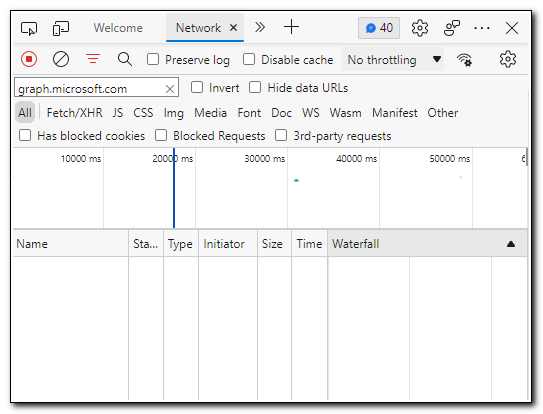 Welcome Network 40
Preserve log Disable cache No throttling
graph.microsoft.com Invert Hide data URLs
All Fetch/XHR JS CSS Img Media Font Doc WS Wasm Manifest Other
Has blocked cookies Blocked Requests 3rd-party requests
10000 ms 20000 ms 30000 ms 40000 ms 50000 ms 6
Name Sta... Type Initiator Size Time Waterfall